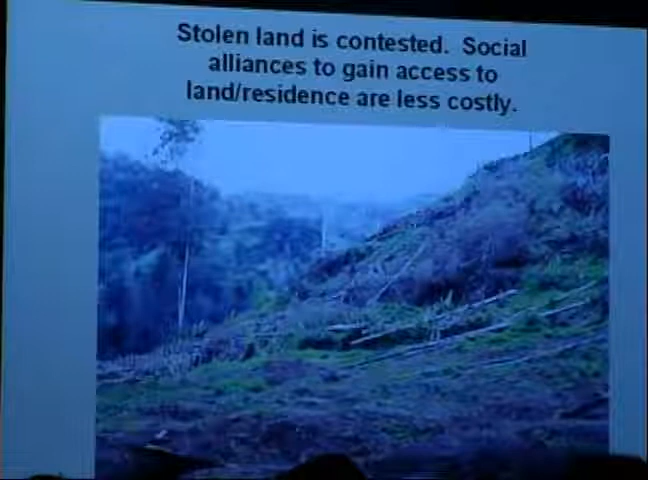 Stolen land is contested.  Social
alliances to gain access to
land/residence are less costly.